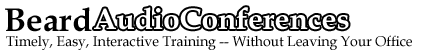 BeardAudioConferences
Timely, Easy, Interactive Training -- Without Leaving Your Office